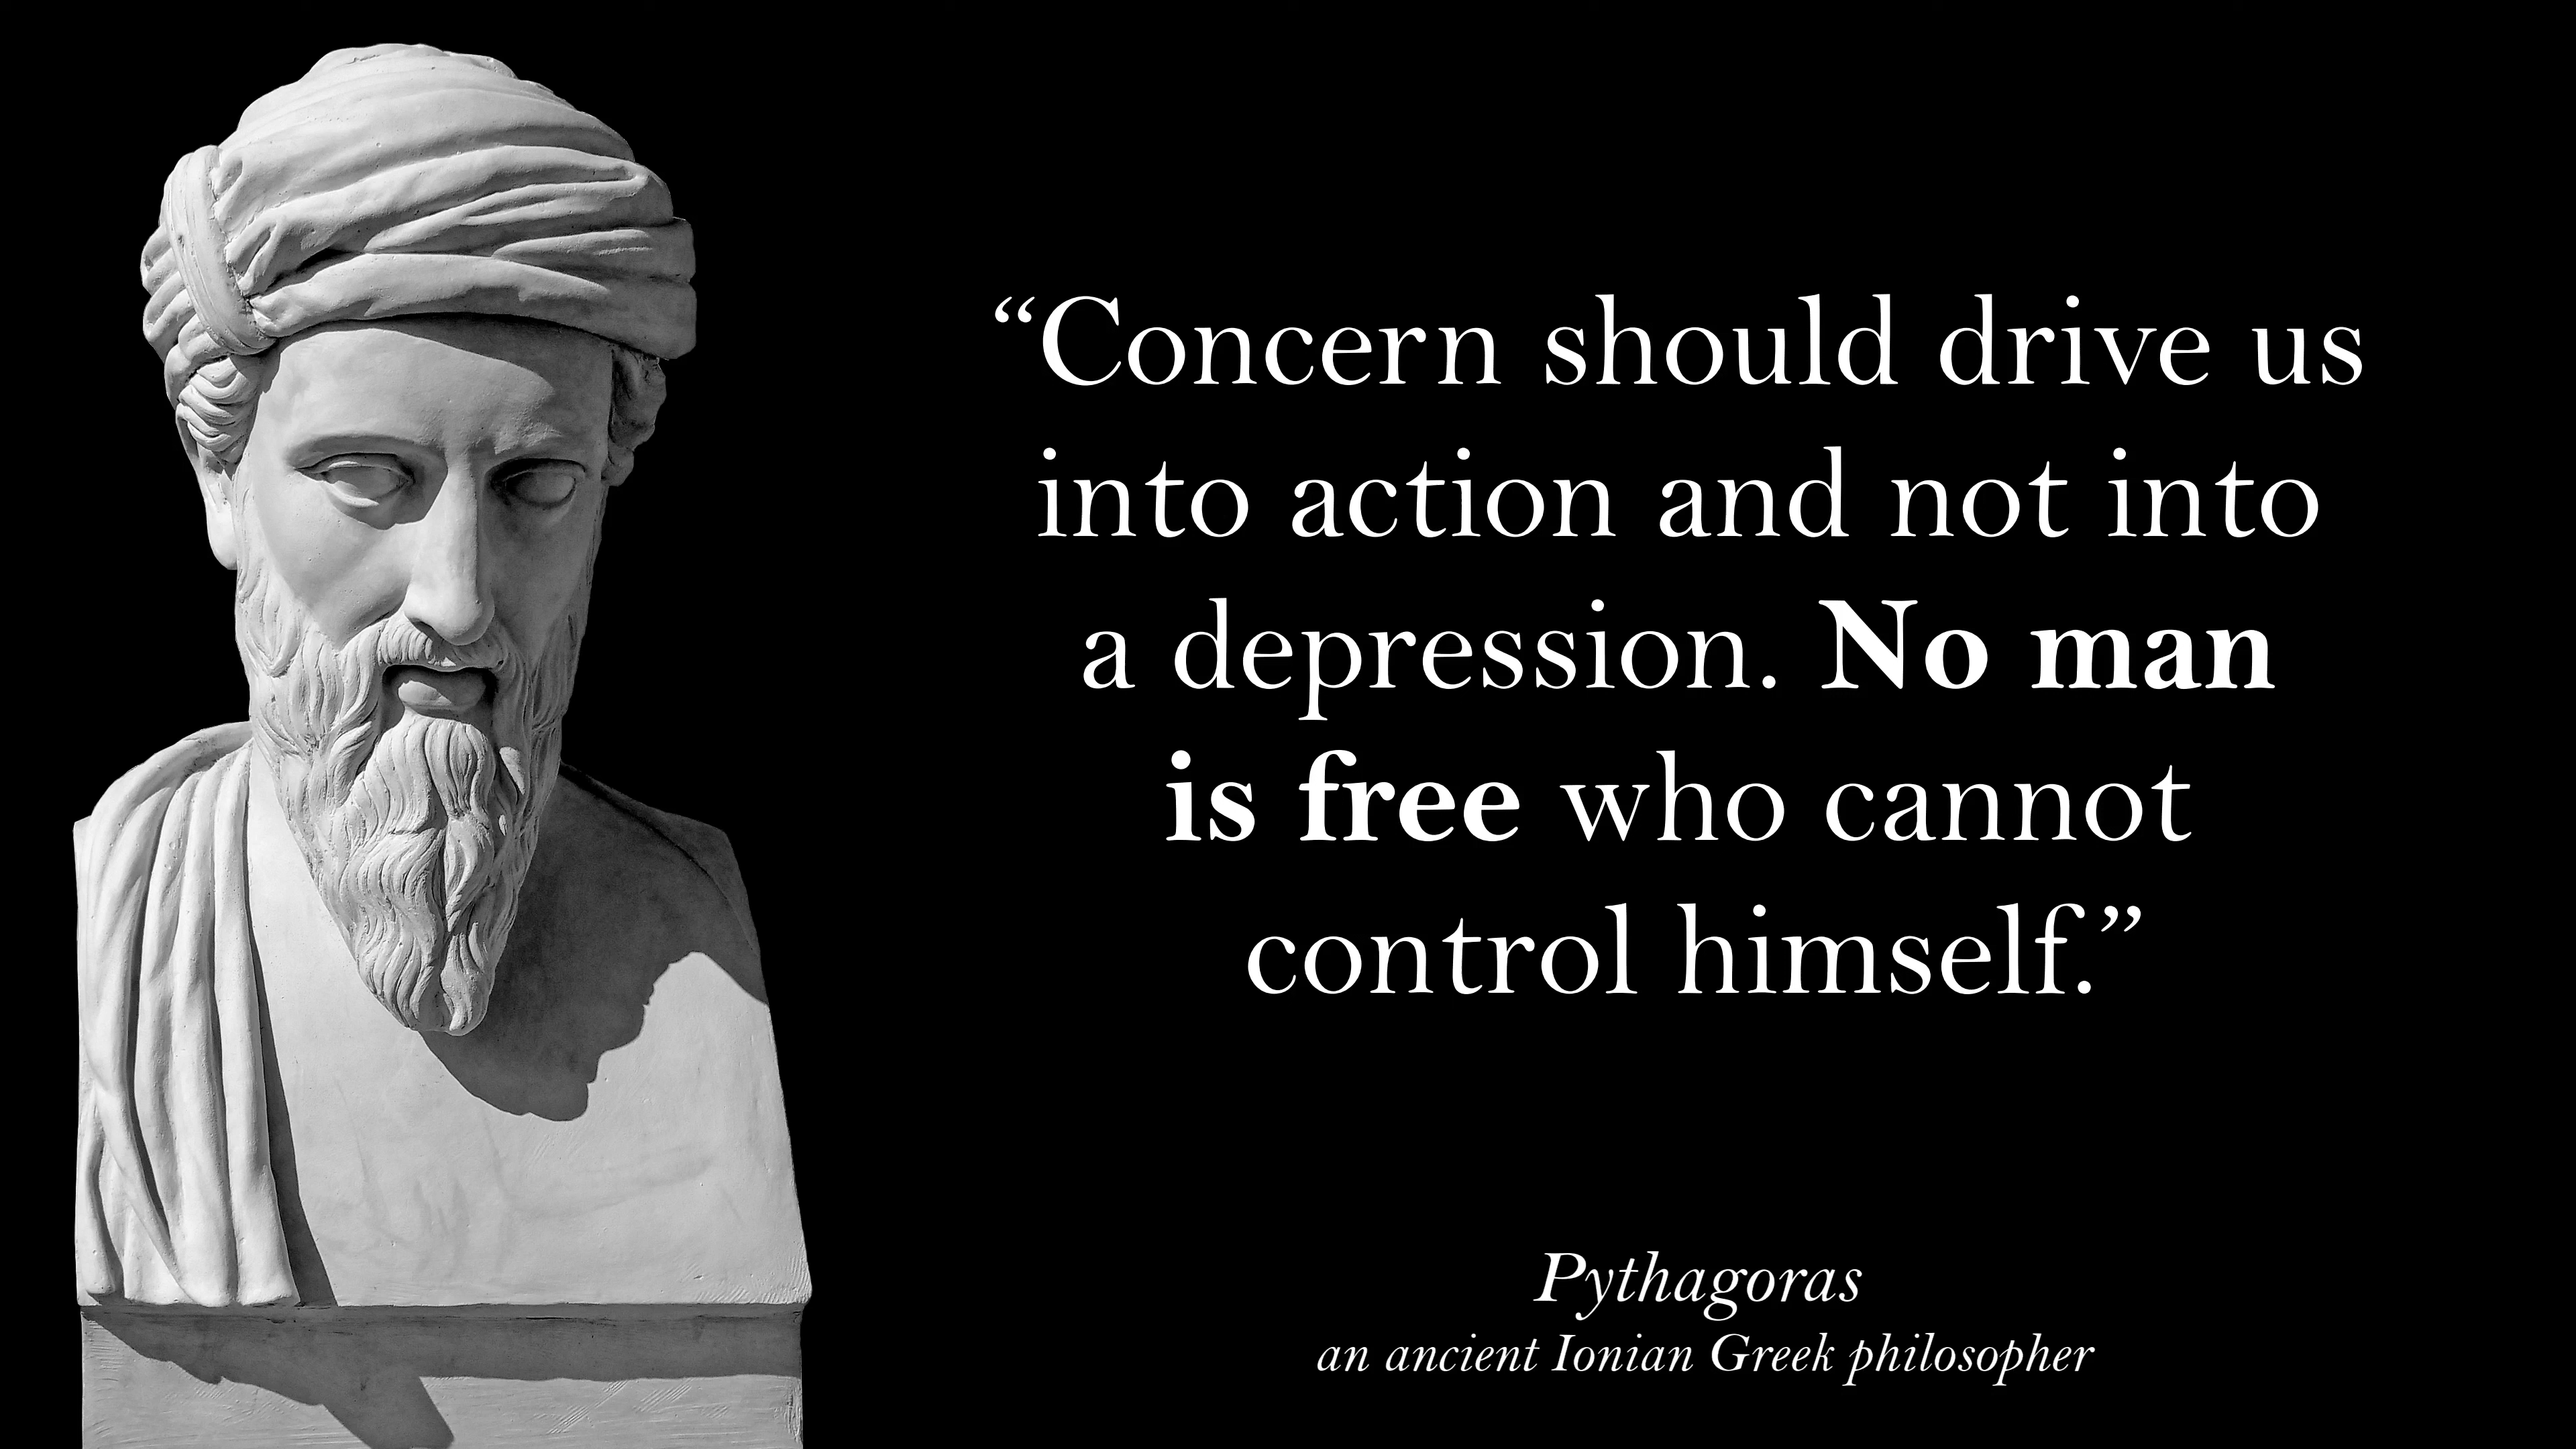 “Concern should drive us
into action and not into
a depression. No man
is free who cannot
control himself.”
Pythagoras
an ancient Ionian Greek philosopher